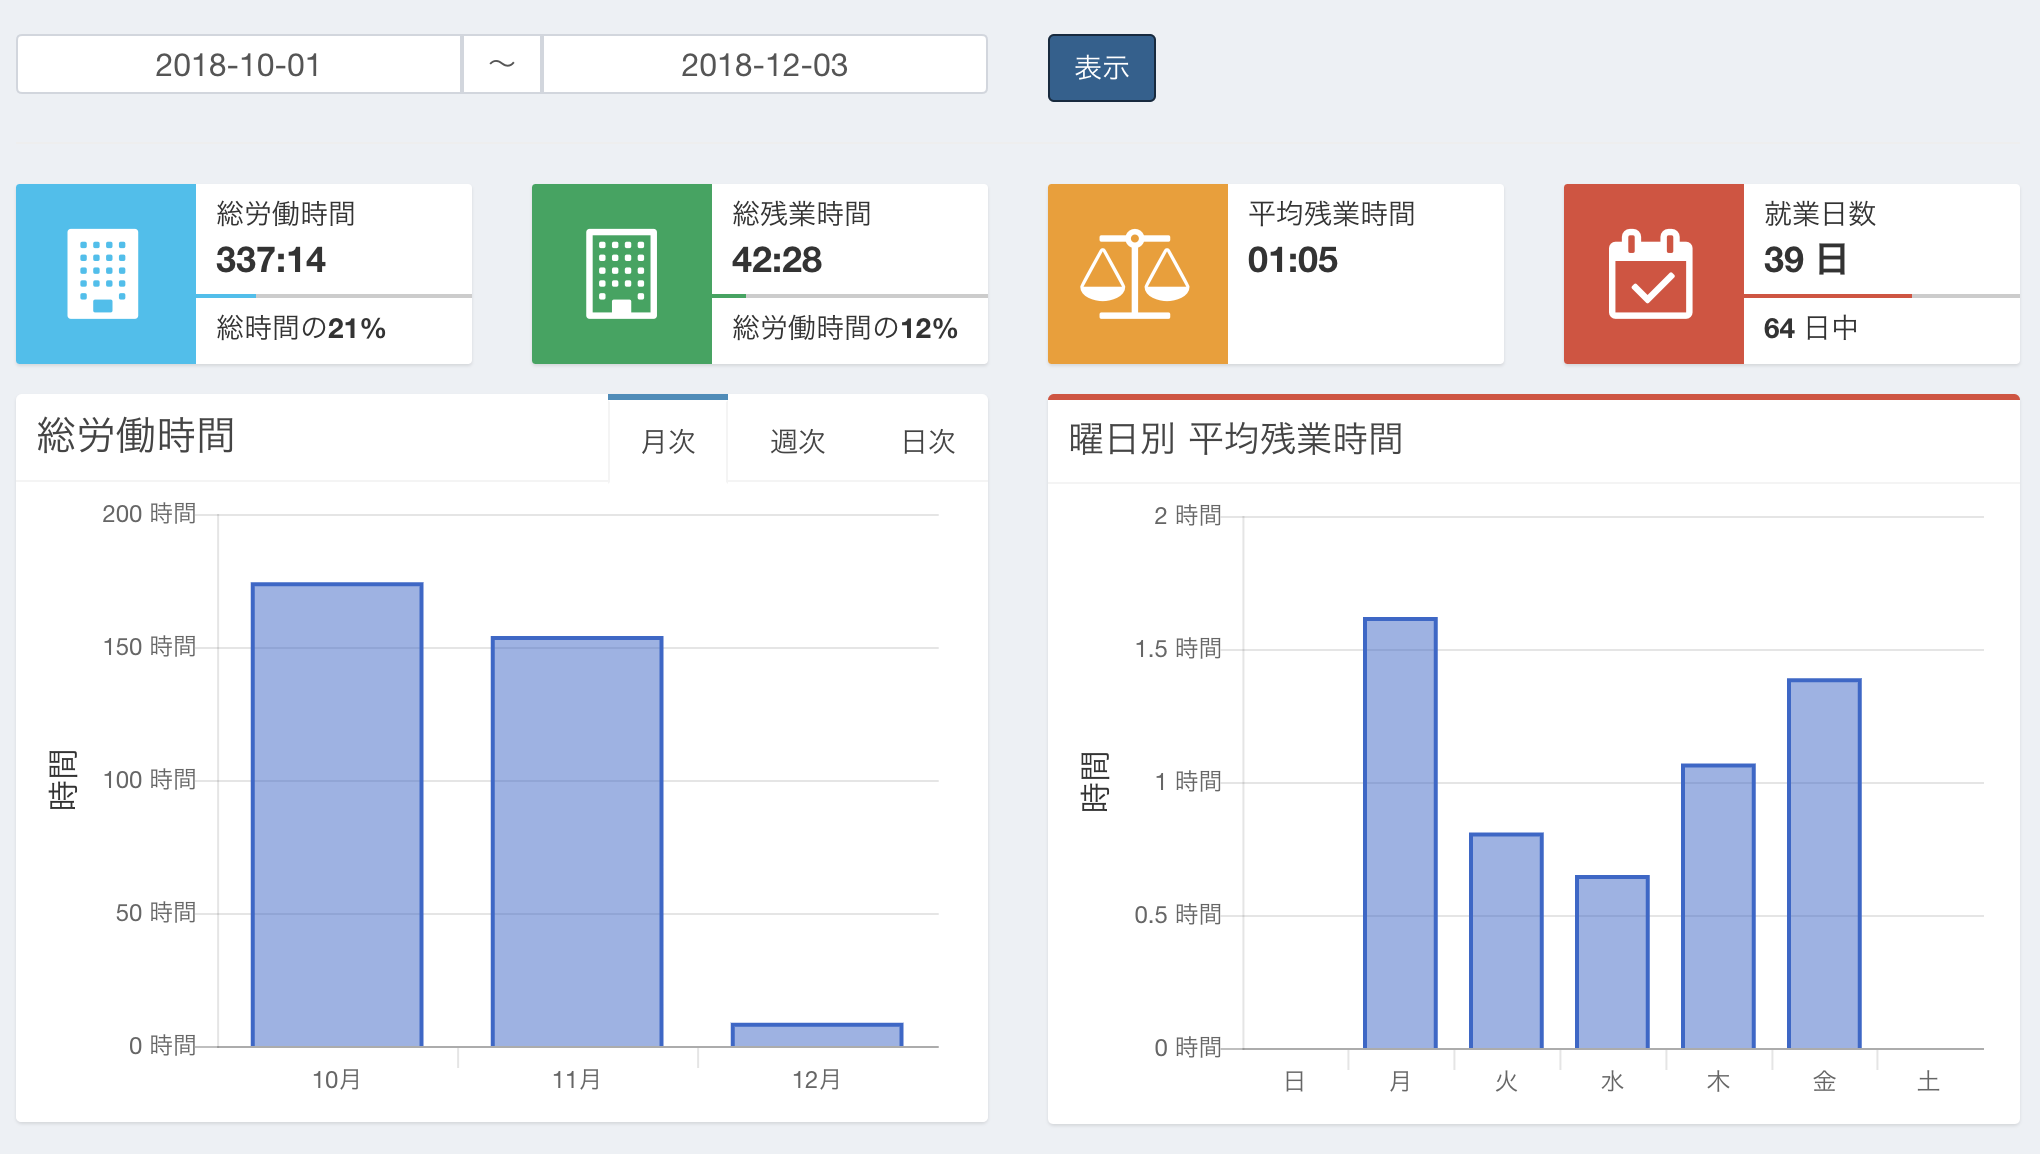 2018-10-01 ～ 2018-12-03 表示
総労働時間
337:14
総時間の21%
総残業時間
42:28
総労働時間の12%
平均残業時間
01:05
就業日数
39 日
64 日中
総労働時間 月次 週次 日次
200 時間
150 時間
100 時間
50 時間
0 時間
時間
10月 11月 12月
曜日別 平均残業時間
2 時間
1.5 時間
1 時間
0.5 時間
0 時間
時間
日 月 火 水 木 金 土